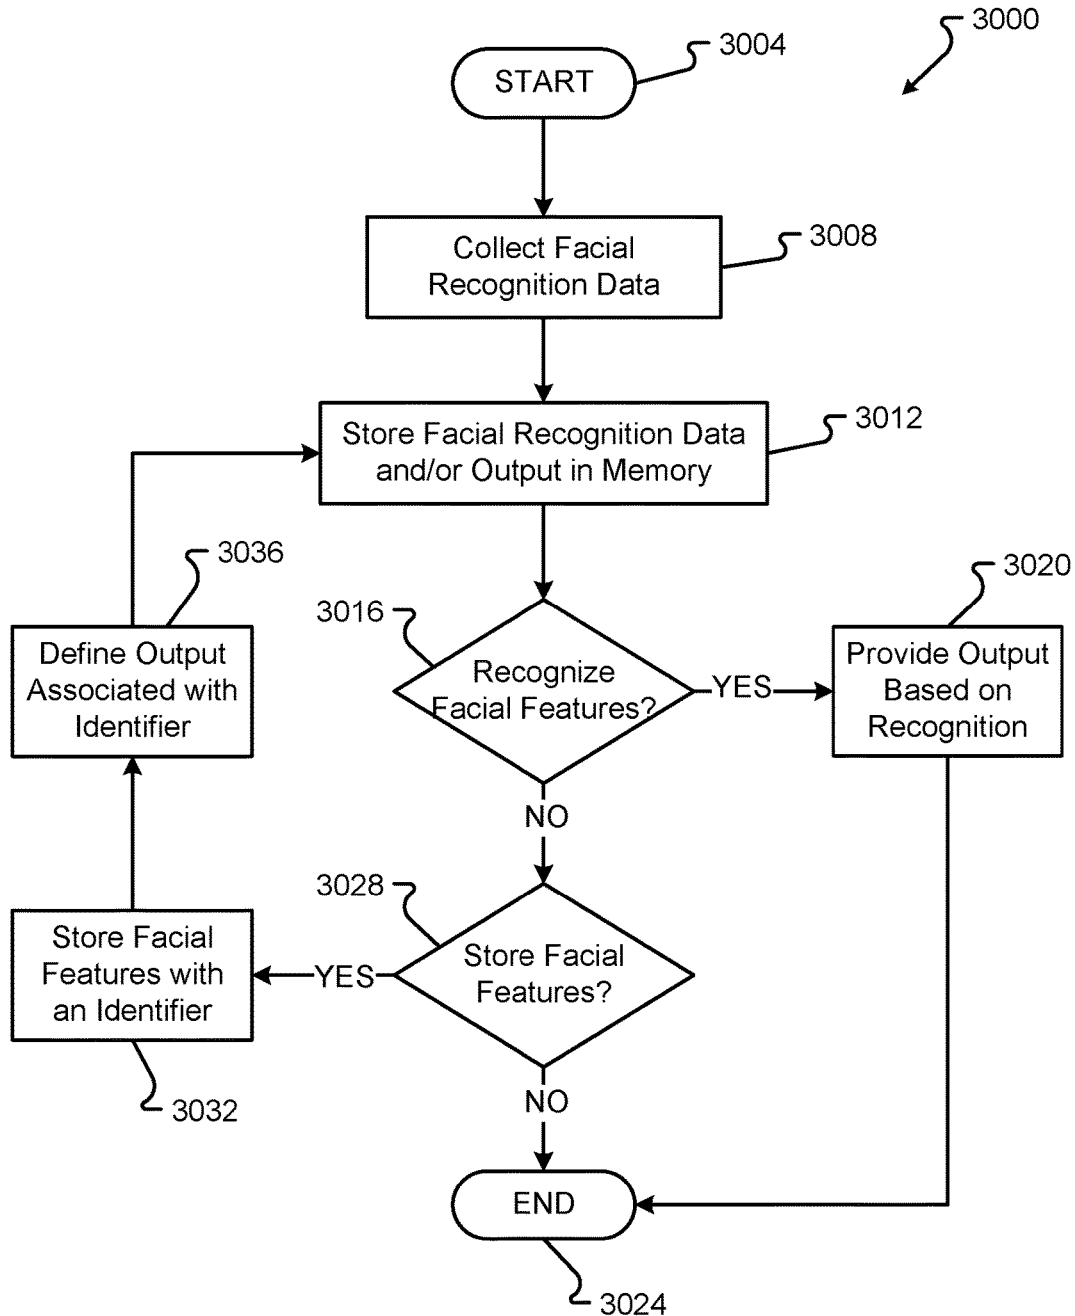 3000
3004
START
Collect Facial
Recognition Data
3008
Store Facial Recognition Data
and/or Output in Memory
3012
3036
Define Output
Associated with
Identifier
3016
Recognize
Facial Features?
YES
3020
Provide Output
Based on
Recognition
NO
3028
Store Facial
Features?
YES
Store Facial
Features with
an Identifier
3032
NO
END
3024